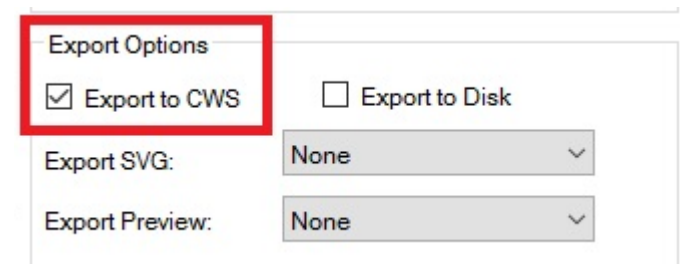 Export Options
Export to CWS Export to Disk
Export SVG: None
Export Preview: None